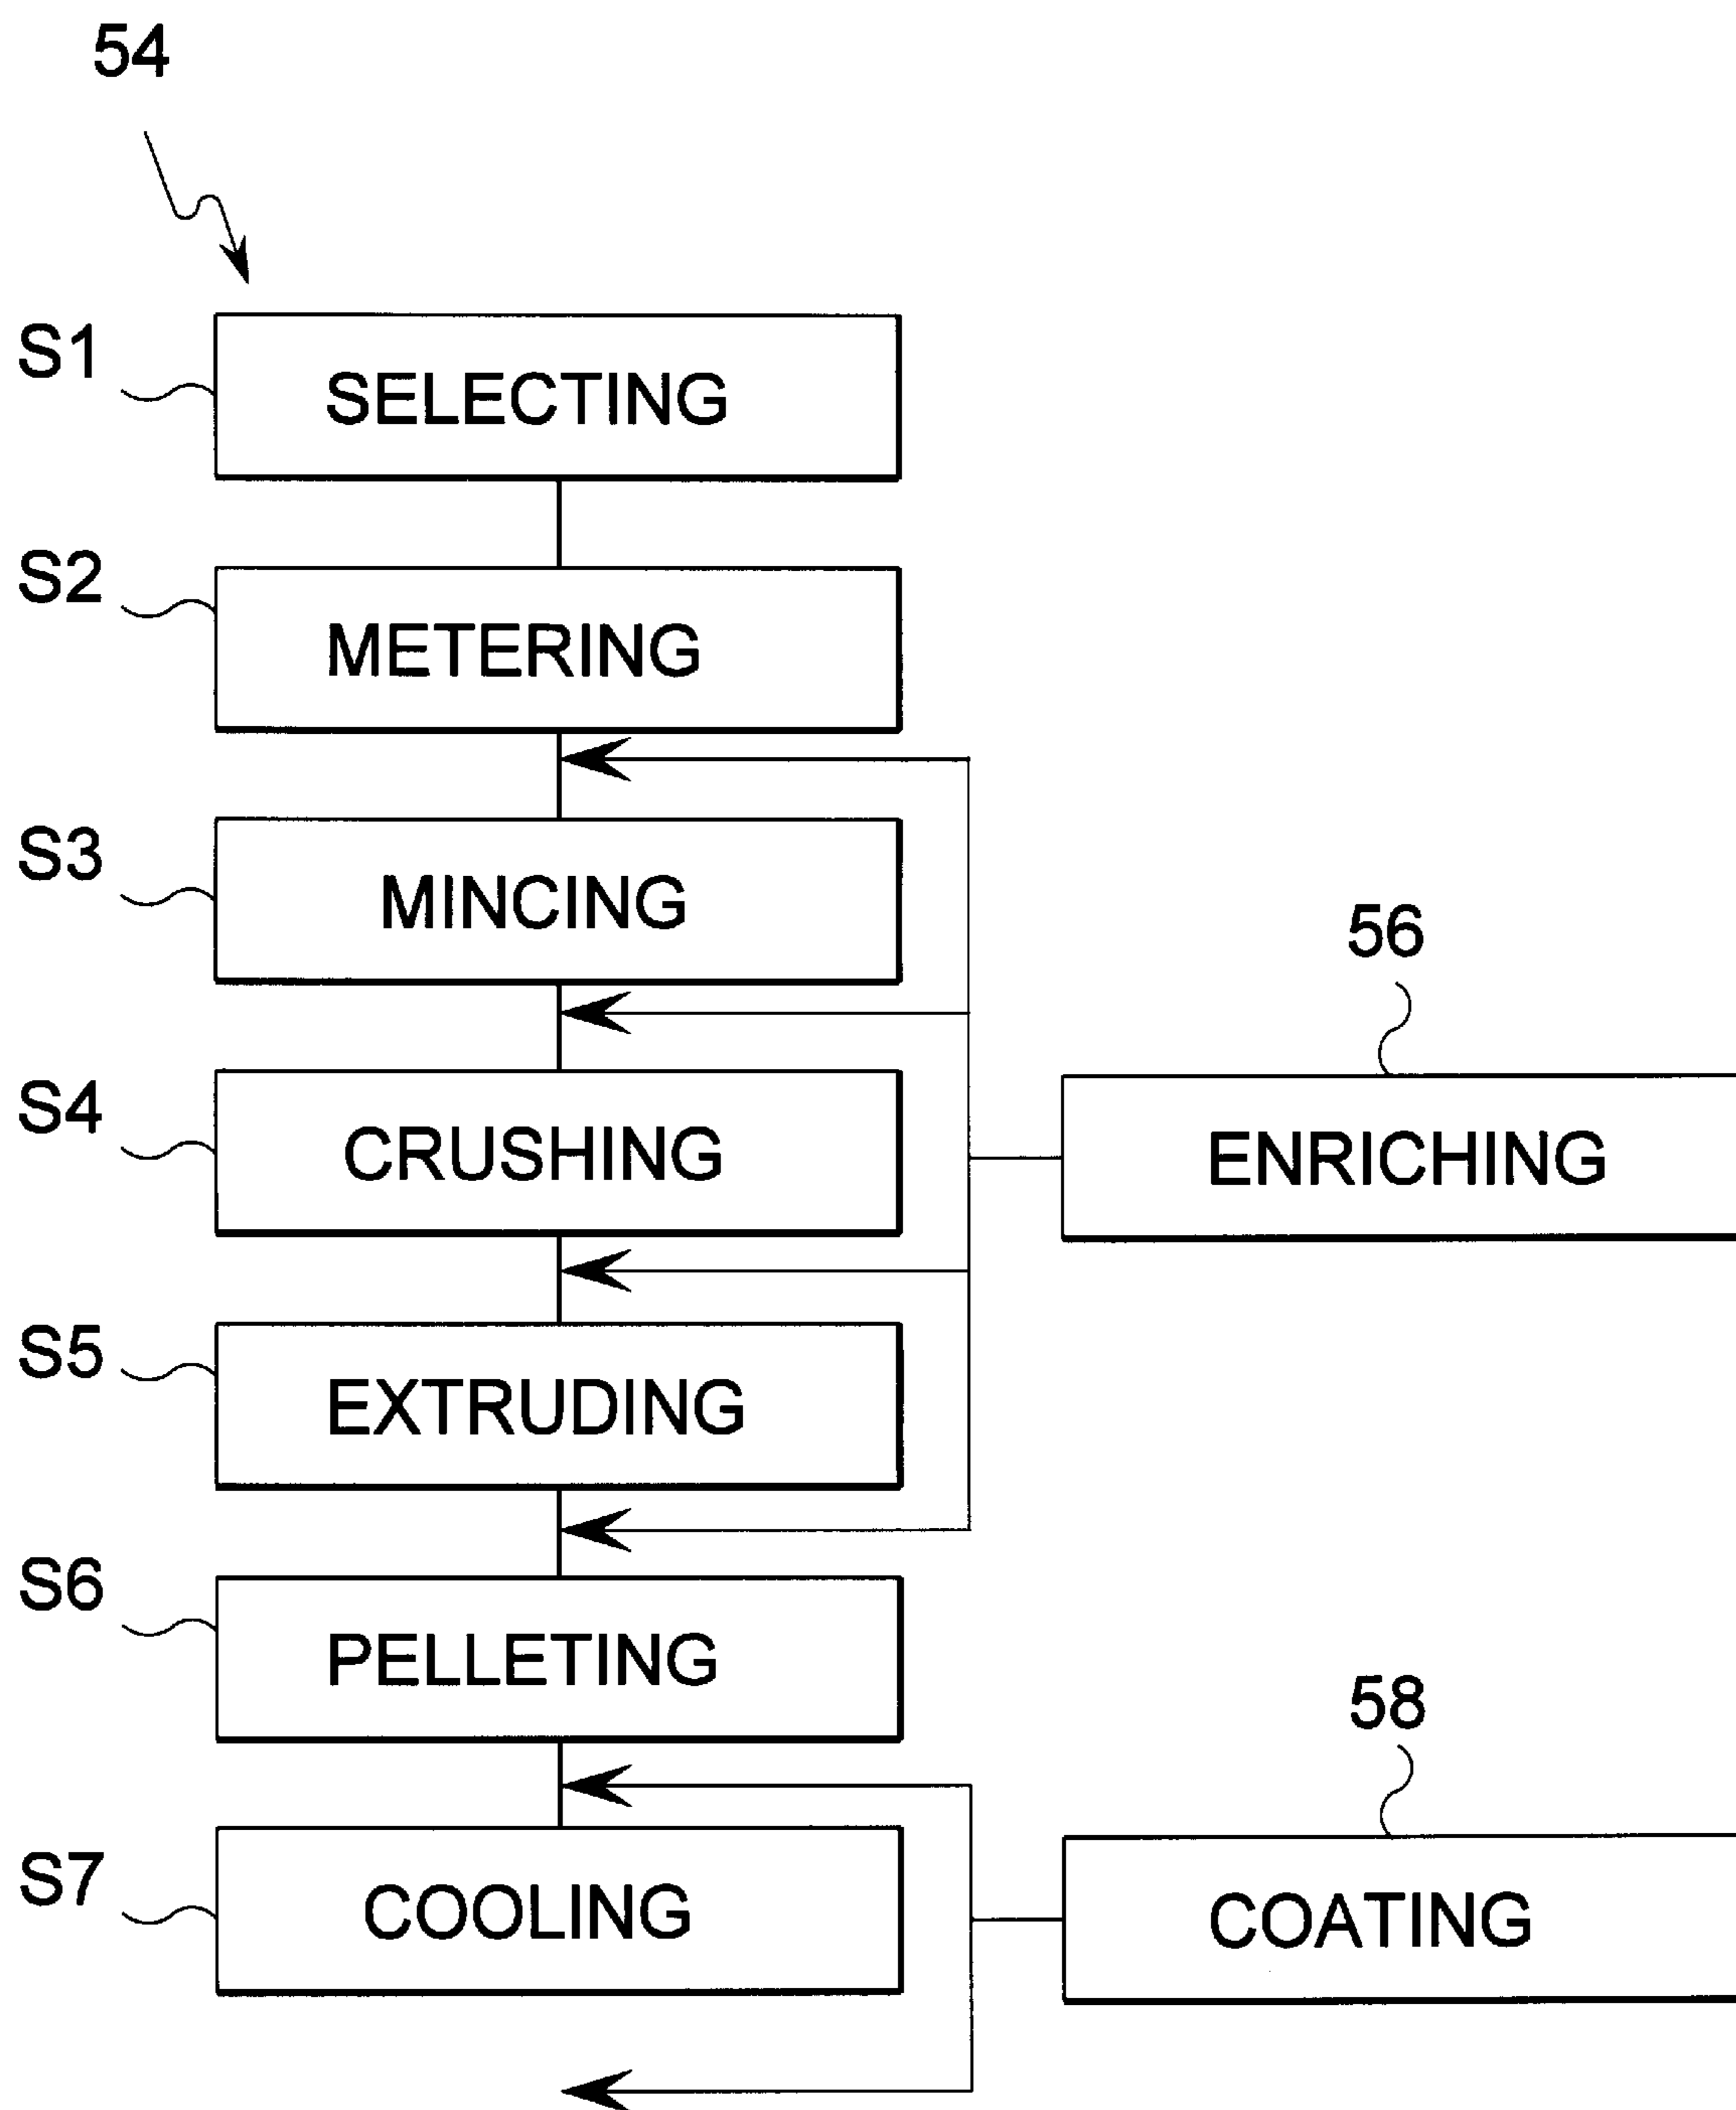 54
S1
SELECTING
S2
METERING
S3
MINCING
56
S4
CRUSHING
ENRICHING
S5
EXTRUDING
S6
PELLETING
58
S7
COOLING
COATING